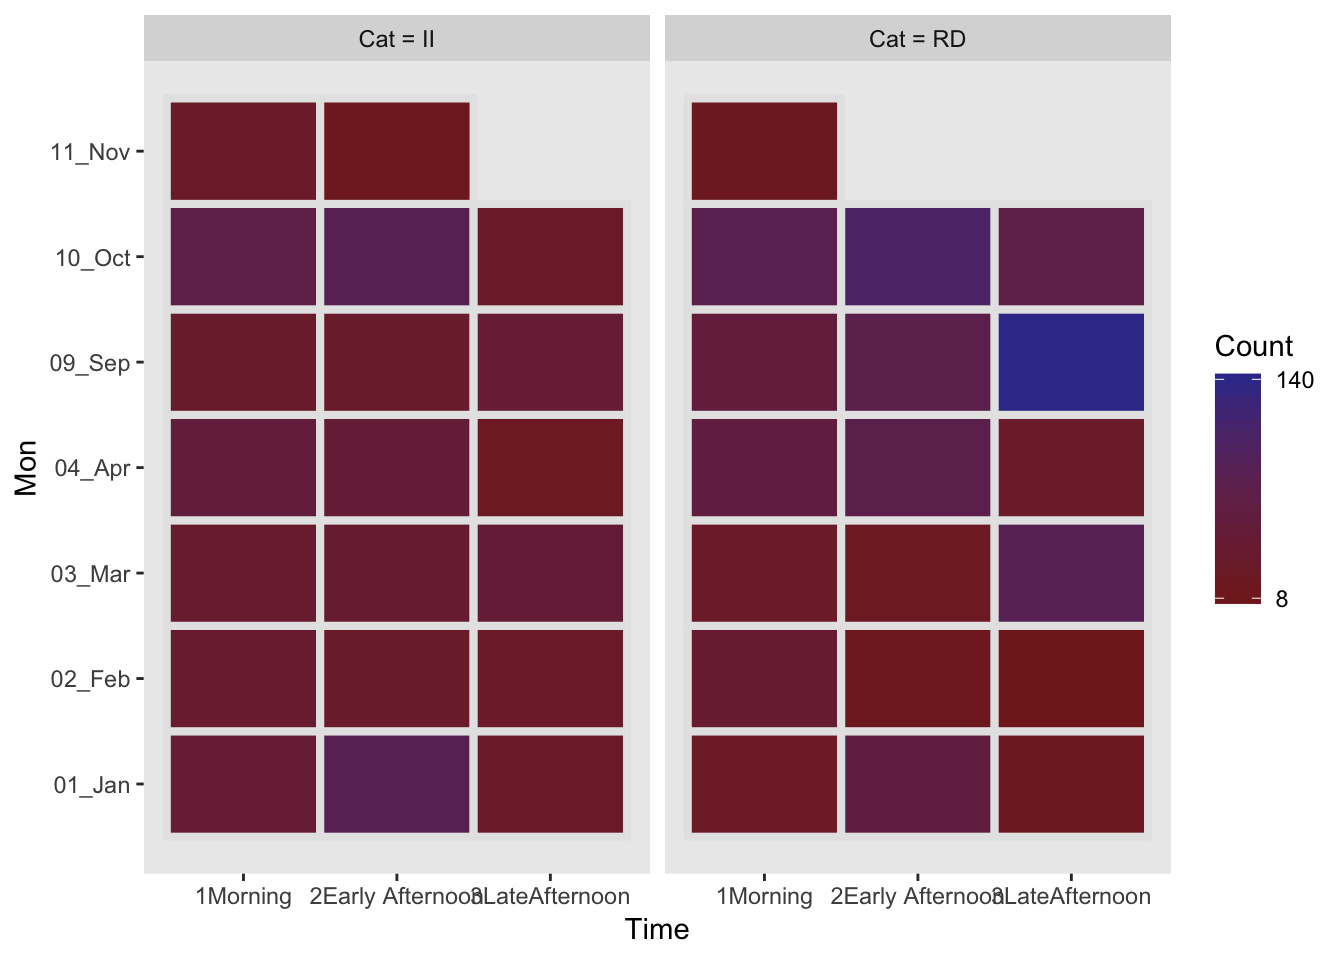 Cat = II
Cat = RD
11_Nov
10_Oct
09_Sep
04_Apr
03_Mar
02_Feb
01_Jan
Mon
1Morning 2Early Afternoon 3LateAfternoon
1Morning 2Early Afternoon 3LateAfternoon
Time
Count
140
8